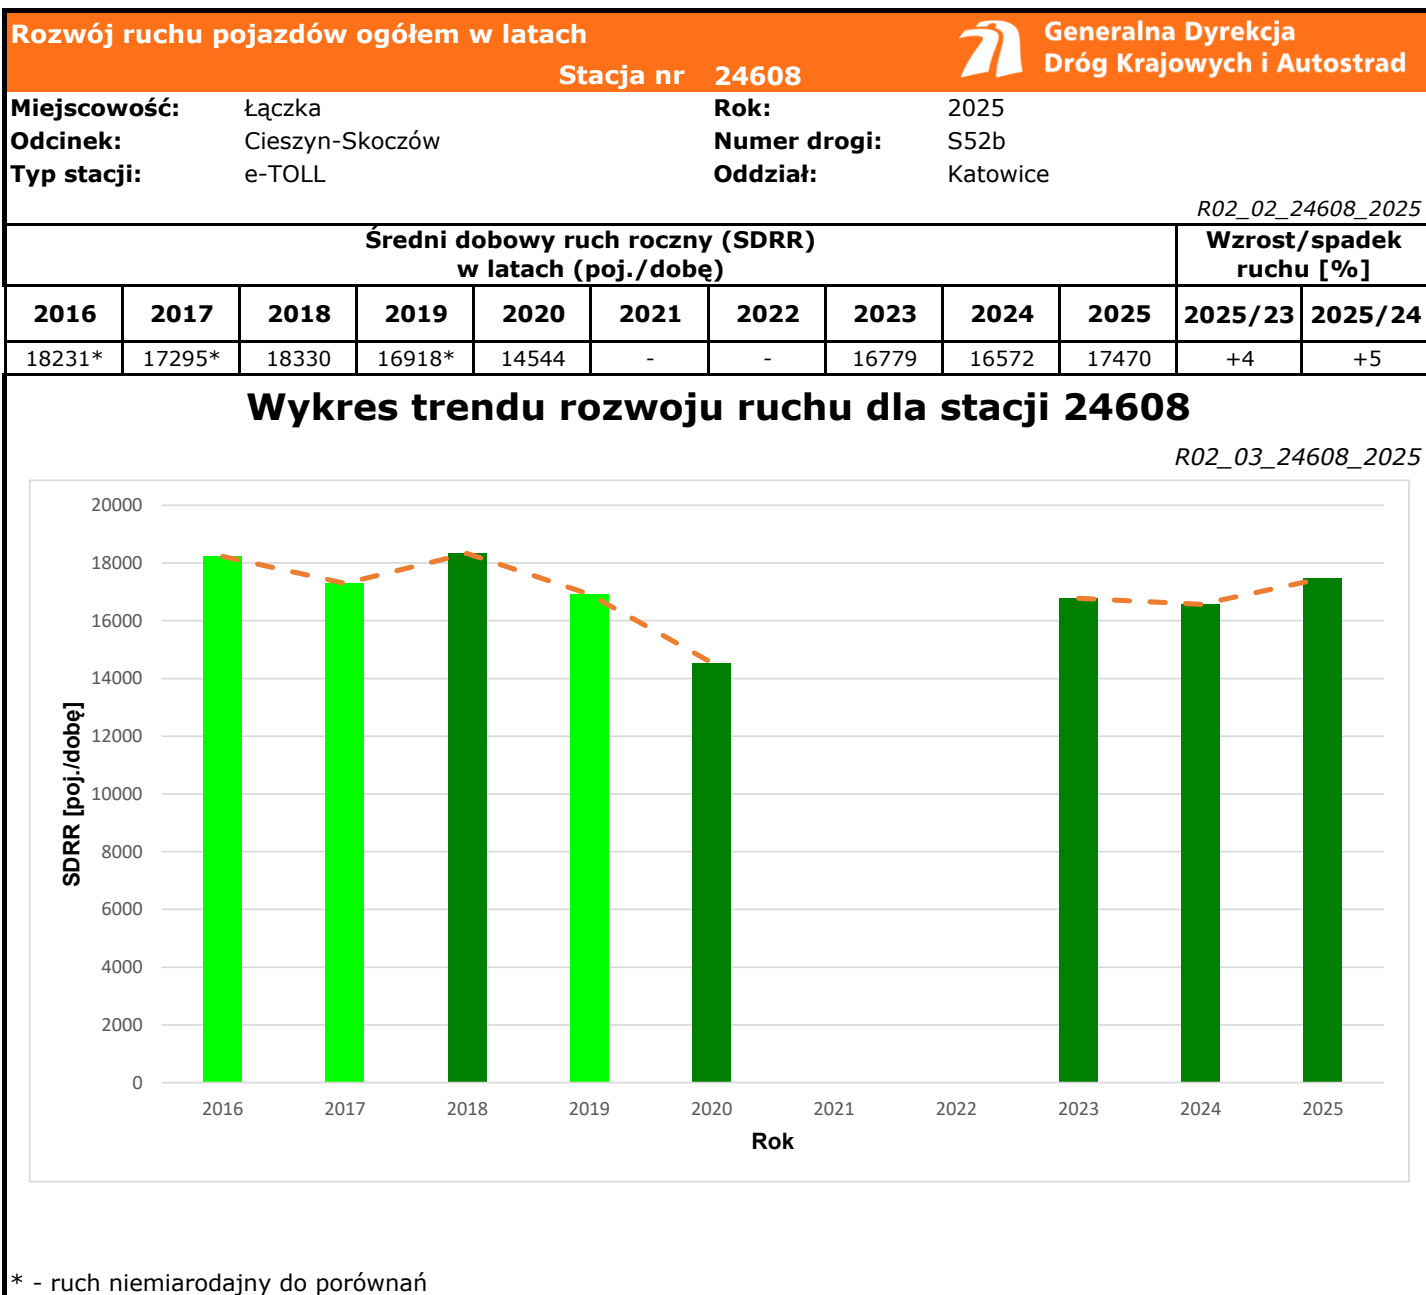 Rozwój ruchu pojazdów ogółem w latach
Stacja nr 24608
Generalna Dyrekcja
Dróg Krajowych i Autostrad
Miejscowość: Łączka Rok: 2025
Odcinek: Cieszyn-Skoczów Numer drogi: S52b
Typ stacji: e-TOLL Oddział: Katowice
R02_02_24608_2025
Średni dobowy ruch roczny (SDRR)
w latach (poj./dobę)
Wzrost/spadek
ruchu [%]
2016 2017 2018 2019 2020 2021 2022 2023 2024 2025 2025/23 2025/24
18231* 17295* 18330 16918* 14544 - - 16779 16572 17470 +4 +5
Wykres trendu rozwoju ruchu dla stacji 24608
R02_03_24608_2025
SDRR [poj./dobę]
20000
18000
16000
14000
12000
10000
8000
6000
4000
2000
0
2016 2017 2018 2019 2020 2021 2022 2023 2024 2025
Rok
* - ruch niemiarodajny do porównań